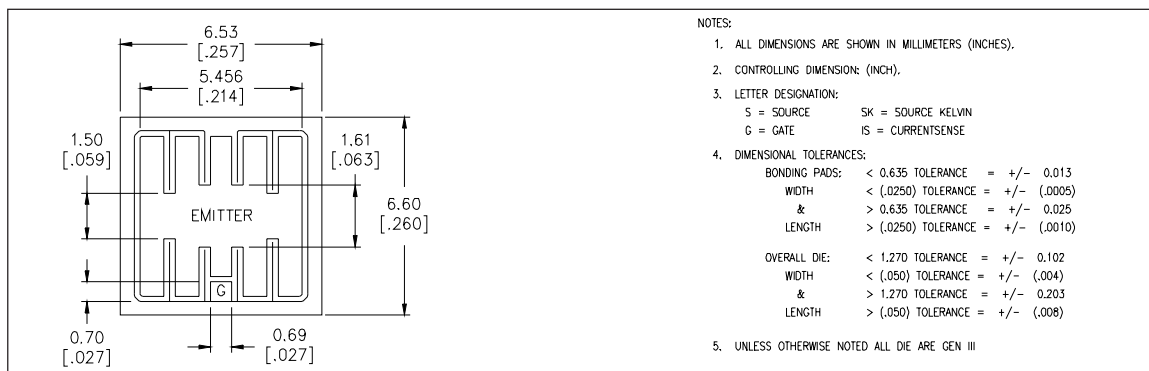 6.53
[.257]
5.456
[.214]
1.50
[.059]
1.61
[.063]
6.60
[.260]
EMITTER
G
0.70
[.027]
0.69
[.027]
NOTES:
1. ALL DIMENSIONS ARE SHOWN IN MILLIMETERS (INCHES).
2. CONTROLLING DIMENSION: (INCH).
3. LETTER DESIGNATION:
S = SOURCE SK = SOURCE KELVIN
G = GATE IS = CURRENTSENSE
4. DIMENSIONAL TOLERANCES:
BONDING PADS: < 0.635 TOLERANCE = +/- 0.013
WIDTH < (.0250) TOLERANCE = +/- (.0005)
& > 0.635 TOLERANCE = +/- 0.025
LENGTH > (.0250) TOLERANCE = +/- (.0010)
OVERALL DIE: < 1.270 TOLERANCE = +/- 0.102
WIDTH < (.050) TOLERANCE = +/- (.004)
& > 1.270 TOLERANCE = +/- 0.203
LENGTH > (.050) TOLERANCE = +/- (.008)
5. UNLESS OTHERWISE NOTED ALL DIE ARE GEN III